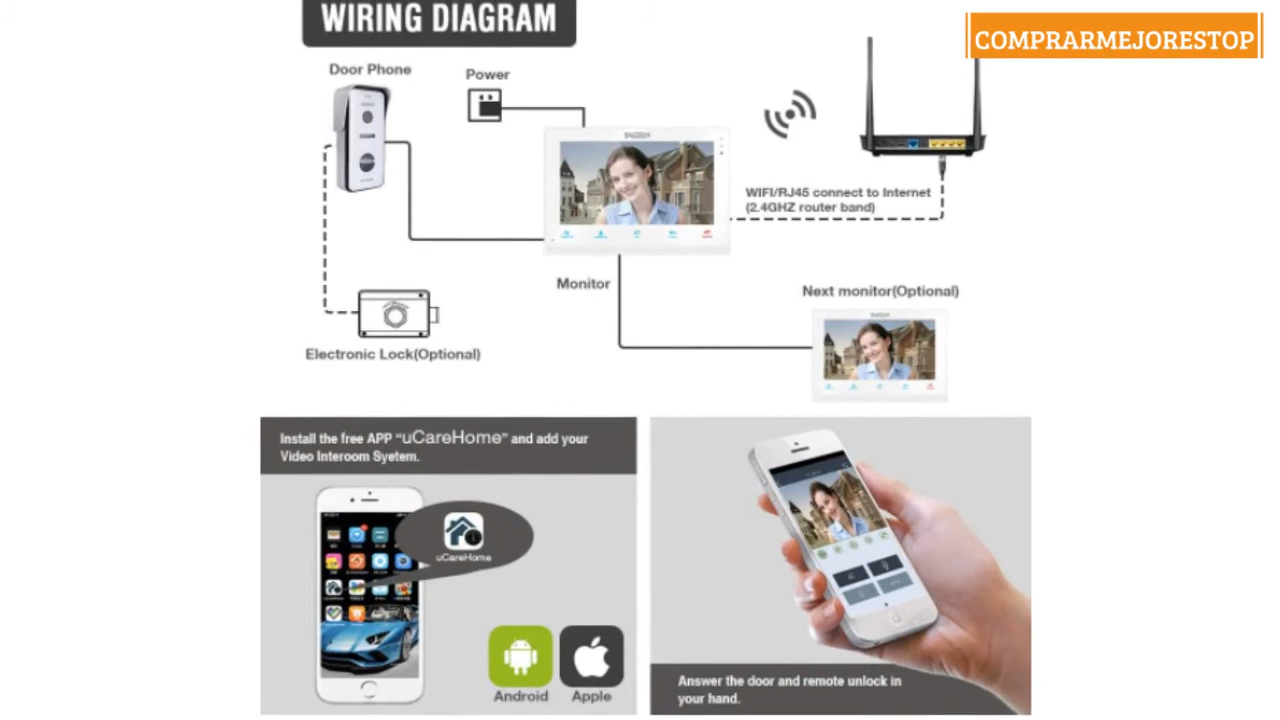 WIRING DIAGRAM
COMPRARMEJORESTOP
Door Phone
Power
WIFI/RJ45 connect to Internet
(2.4GHZ router band)
Monitor
Next monitor(Optional)
Electronic Lock(Optional)
Install the free APP “uCareHome” and add your
Video Interoom Syetem.
uCareHome
Android
Apple
Answer the door and remote unlock in
your hand.